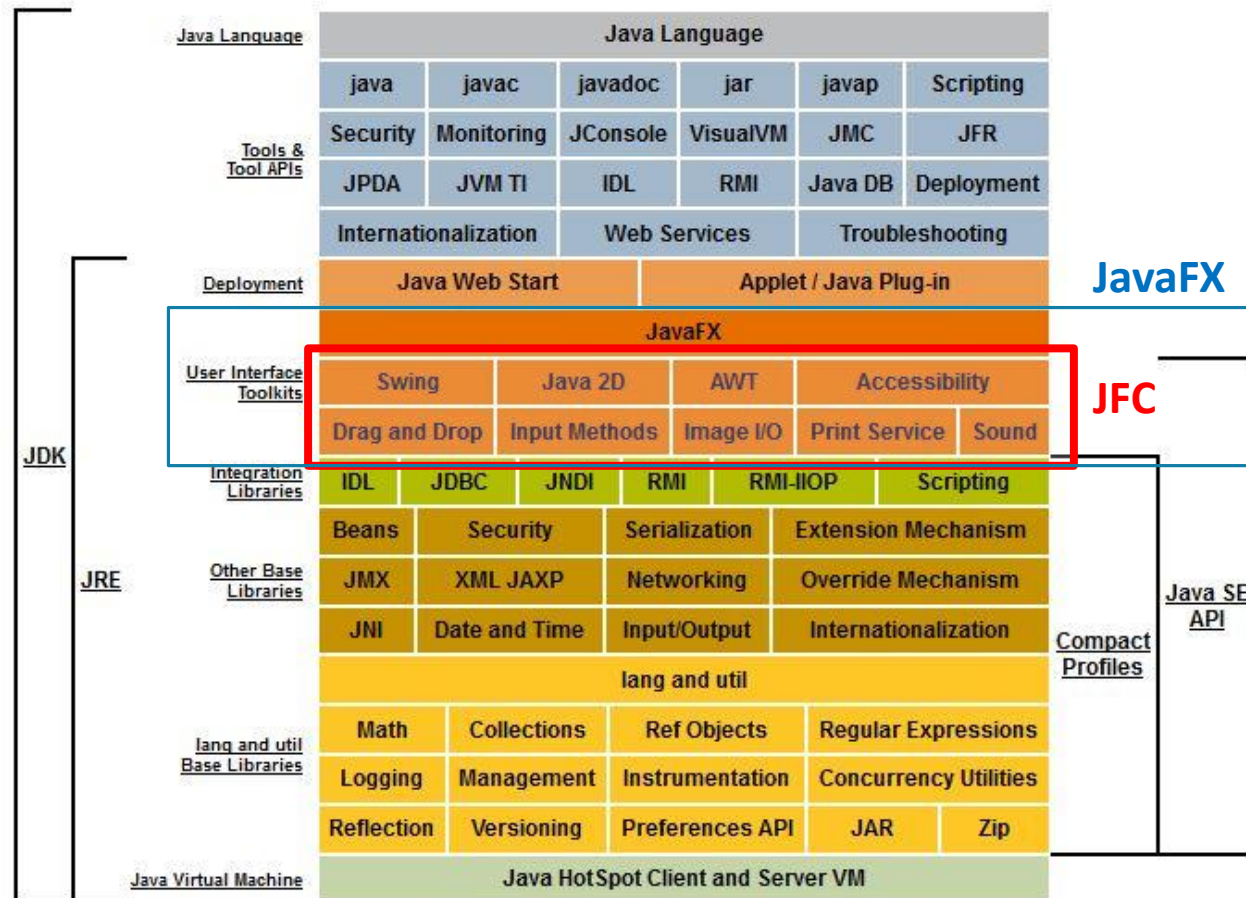 Java Language Java Language
java javac javadoc jar javap Scripting
Security Monitoring JConsole VisualVM JMC JFR
Tools &
Tool APIs
JPDA JVM TI IDL RMI Java DB Deployment
Internationalization Web Services Troubleshooting
Deployment Java Web Start Applet / Java Plug-in JavaFX
JavaFX
User Interface
Toolkits
Swing Java 2D AWT Accessibility JFC
Drag and Drop Input Methods Image I/O Print Service Sound
JDK
Integration
Libraries
IDL JDBC JNDI RMI RMI-IIOP Scripting
Beans Security Serialization Extension Mechanism
JRE
Other Base
Libraries
JMX XML JAXP Networking Override Mechanism
Java SE
API
JNI Date and Time Input/Output Internationalization
Compact
Profiles
lang and util
Math Collections Ref Objects Regular Expressions
lang and util
Base Libraries
Logging Management Instrumentation Concurrency Utilities
Reflection Versioning Preferences API JAR Zip
Java Virtual Machine Java HotSpot Client and Server VM